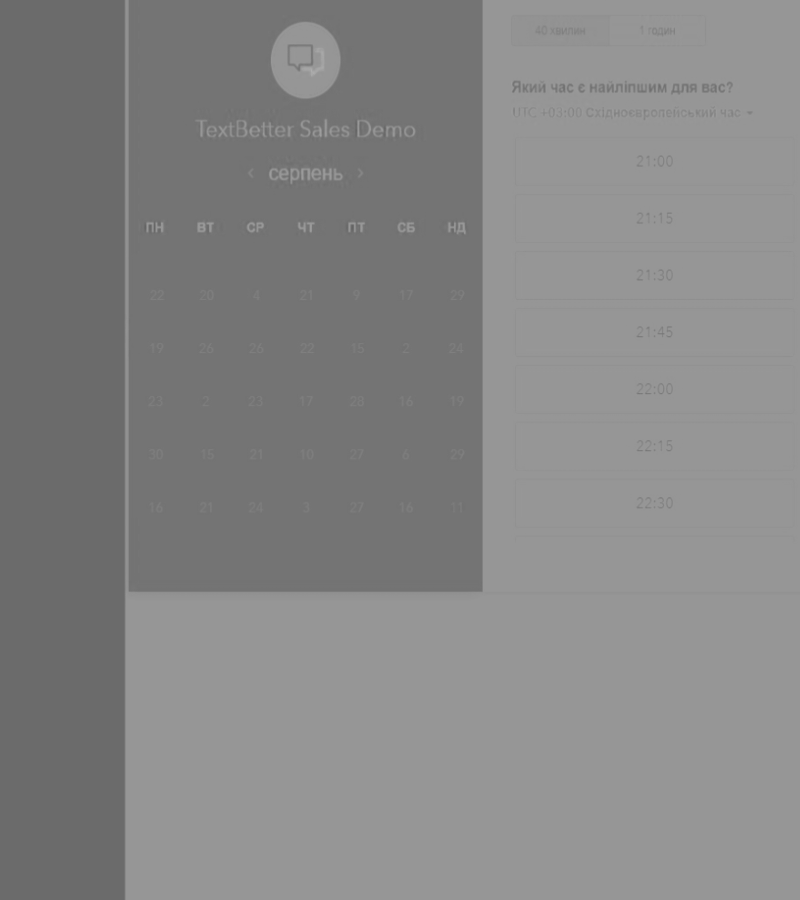 TextBetter Sales Demo
‹ серпень ›
ПН ВТ СР ЧТ ПТ СБ НД
22 20 4 21 9 17 29
19 26 26 22 15 2 24
23 2 23 17 28 16 19
30 15 21 10 27 6 29
16 21 24 3 27 16 11
40 хвилин 1 годин
Який час є найліпшим для вас?
UTC +03:00 Східноєвропейський час
21:00
21:15
21:30
21:45
22:00
22:15
22:30